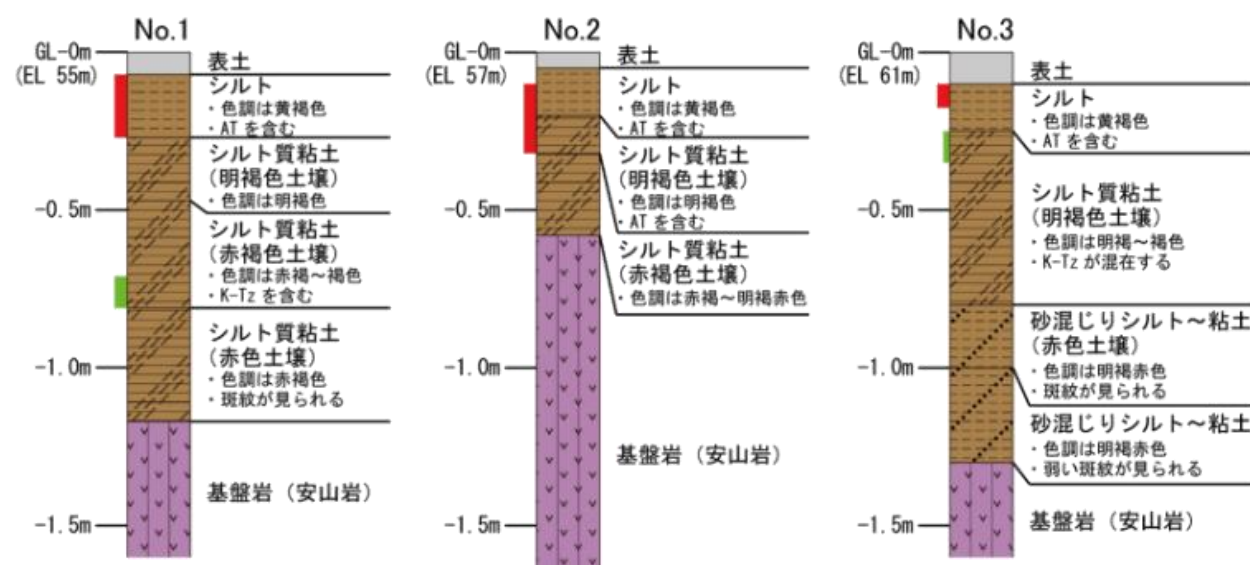 No.1
GL-0m
(EL 55m)
-0.5m
-1.0m
-1.5m
表土
シルト
・色調は黄褐色
・ATを含む
シルト質粘土
(明褐色土壌)
・色調は明褐色
シルト質粘土
(赤褐色土壌)
・色調は赤褐～褐色
・K-Tzを含む
シルト質粘土
(赤色土壌)
・色調は赤褐色
・斑紋が見られる
基盤岩（安山岩）
No.2
GL-0m
(EL 57m)
-0.5m
-1.0m
-1.5m
表土
シルト
・色調は黄褐色
・ATを含む
シルト質粘土
(明褐色土壌)
・色調は明褐色
・ATを含む
シルト質粘土
(赤褐色土壌)
・色調は赤褐～明褐赤色
基盤岩（安山岩）
No.3
GL-0m
(EL 61m)
-0.5m
-1.0m
-1.5m
表土
シルト
・色調は黄褐色
・ATを含む
シルト質粘土
(明褐色土壌)
・色調は明褐～褐色
・K-Tzが混在する
砂混じりシルト～粘土
(赤色土壌)
・色調は明褐赤色
・斑紋が見られる
砂混じりシルト～粘土
・色調は明褐赤色
・弱い斑紋が見られる
基盤岩（安山岩）